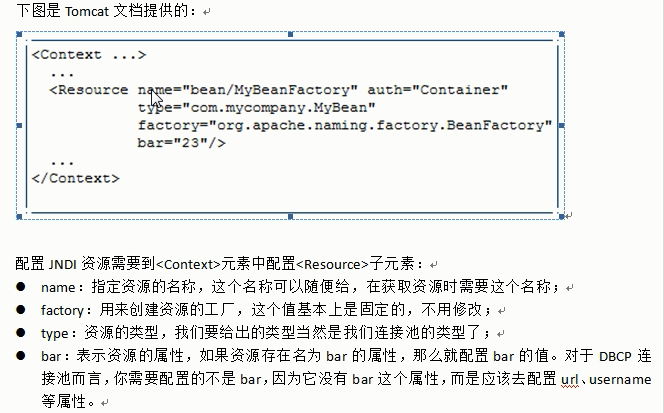 下图是 Tomcat 文档提供的：
<Context ...>
...
<Resource name="bean/MyBeanFactory" auth="Container"
type="com.mycompany.MyBean"
factory="org.apache.naming.factory.BeanFactory"
bar="23"/>
...
</Context>
配置 JNDI 资源需要到<Context>元素中配置<Resource>子元素：
● name：指定资源的名称，这个名称可以随便给，在获取资源时需要这个名称；
● factory：用来创建资源的工厂，这个值基本上是固定的，不用修改；
● type：资源的类型，我们要给出的类型当然是我们连接池的类型了；
● bar：表示资源的属性，如果资源存在名为 bar 的属性，那么就配置 bar 的值。对于 DBCP 连
接池而言，你需要配置的不是 bar，因为它没有 bar 这个属性，而是应该去配置 url、username
等属性。